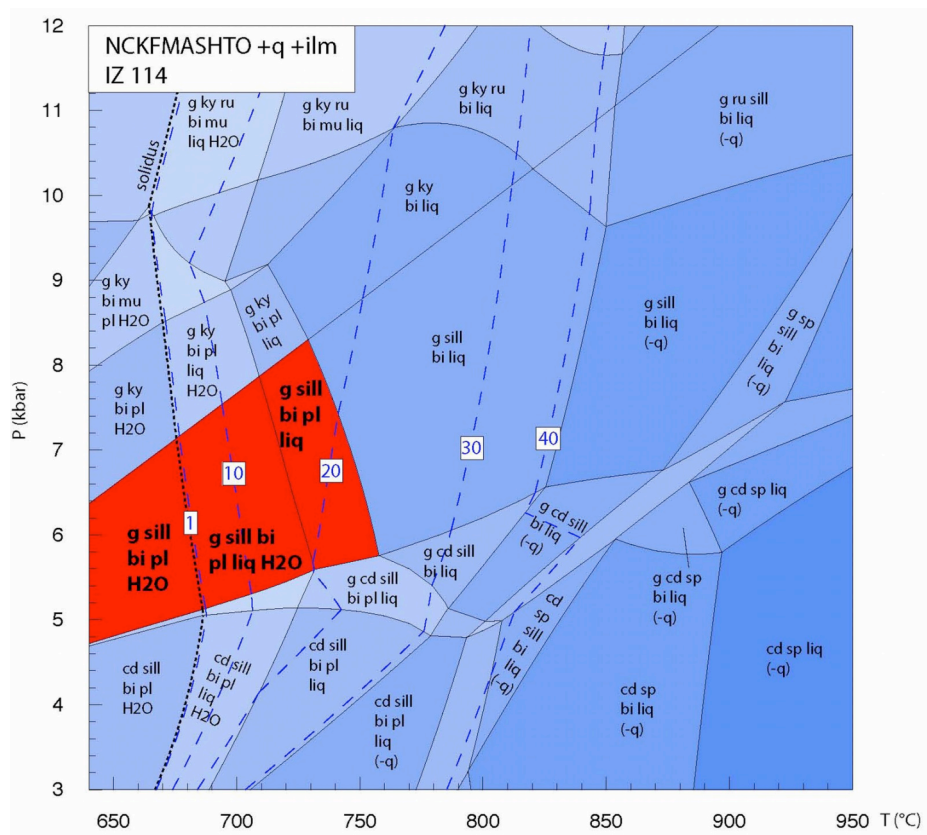 NCKFMASHTO +q +ilm
IZ 114
g ky ru
bi mu
liq H2O
g ky ru
bi mu liq
g ky ru
bi liq
g ru sill
bi liq
(-q)
solidus
g ky
bi liq
g ky
bi mu
pl H2O
g ky
bi pl
liq
H2O
g ky
bi pl
liq
g sill
bi liq
g sill
bi liq
(-q)
g sp
sill
bi
liq
(-q)
g ky
bi pl
H2O
g sill
bi pl
liq
1
10
20
30
40
g sill
bi pl
H2O
g sill bi
pl liq H2O
g cd sill
bi pl liq
g cd sill
bi liq
g cd sill
bi liq
(-q)
g cd sp liq
(-q)
g cd sp
bi liq
(-q)
cd sill
bi pl
H2O
cd sill
bi pl
liq
H2O
cd sill
bi pl
liq
cd sill
bi pl
liq
(-q)
cd
sp
sill
bi
liq
(-q)
cd sp
bi liq
(-q)
cd sp liq
(-q)
P (kbar)
12
11
10
9
8
7
6
5
4
3
650
700
750
800
850
900
950
T (°C)